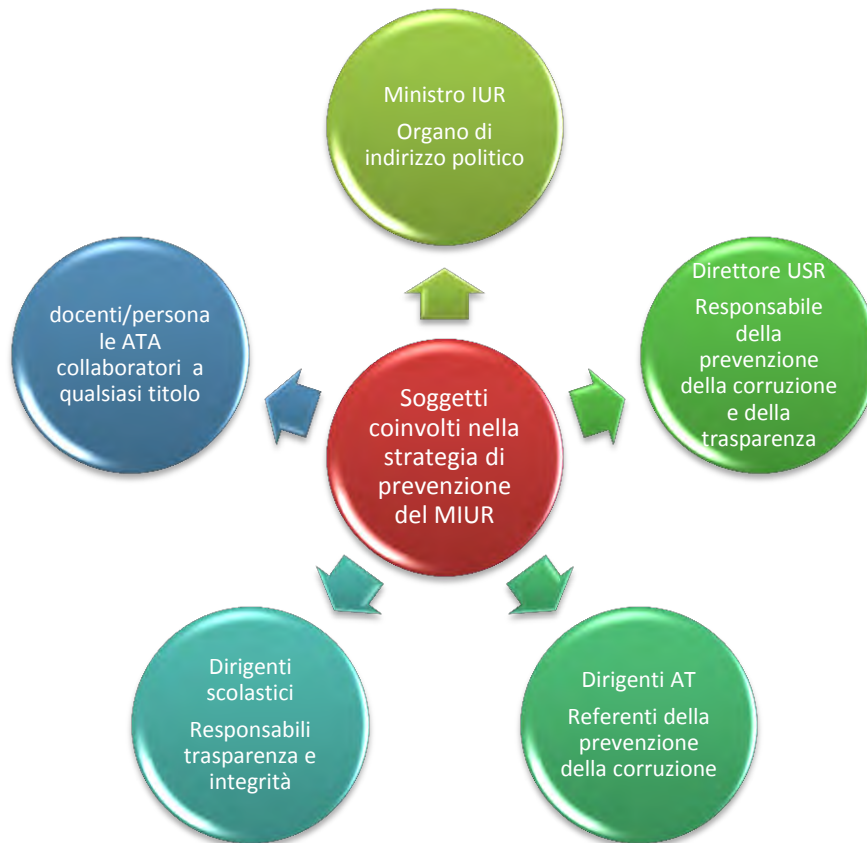 Ministro IUR
Organo di
indirizzo politico
docenti/persona
le ATA
collaboratori a
qualsiasi titolo
Direttore USR
Responsabile
della
prevenzione
della corruzione
e della
trasparenza
Soggetti
coinvolti nella
strategia di
prevenzione
del MIUR
Dirigenti
scolastici
Responsabili
trasparenza e
integrità
Dirigenti AT
Referenti della
prevenzione
della corruzione